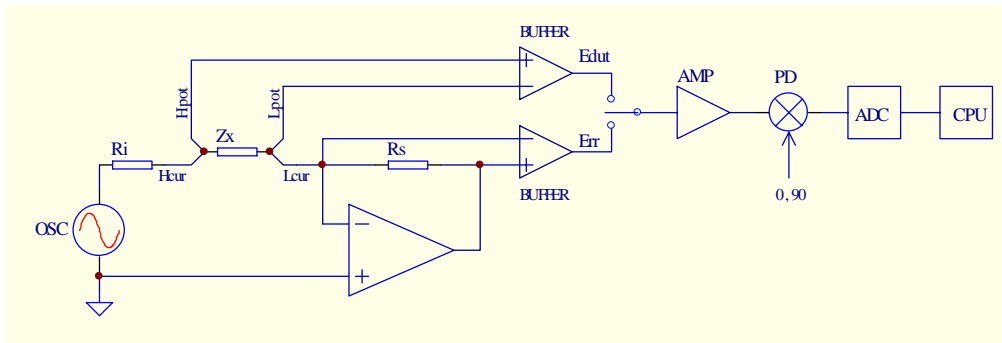 BUFFER
Edut
AMP
PD
Hpot
Lpot
ADC
CPU
Zx
Ri
Hcur
Lcur
Rs
Err
BUFFER
0, 90
OSC